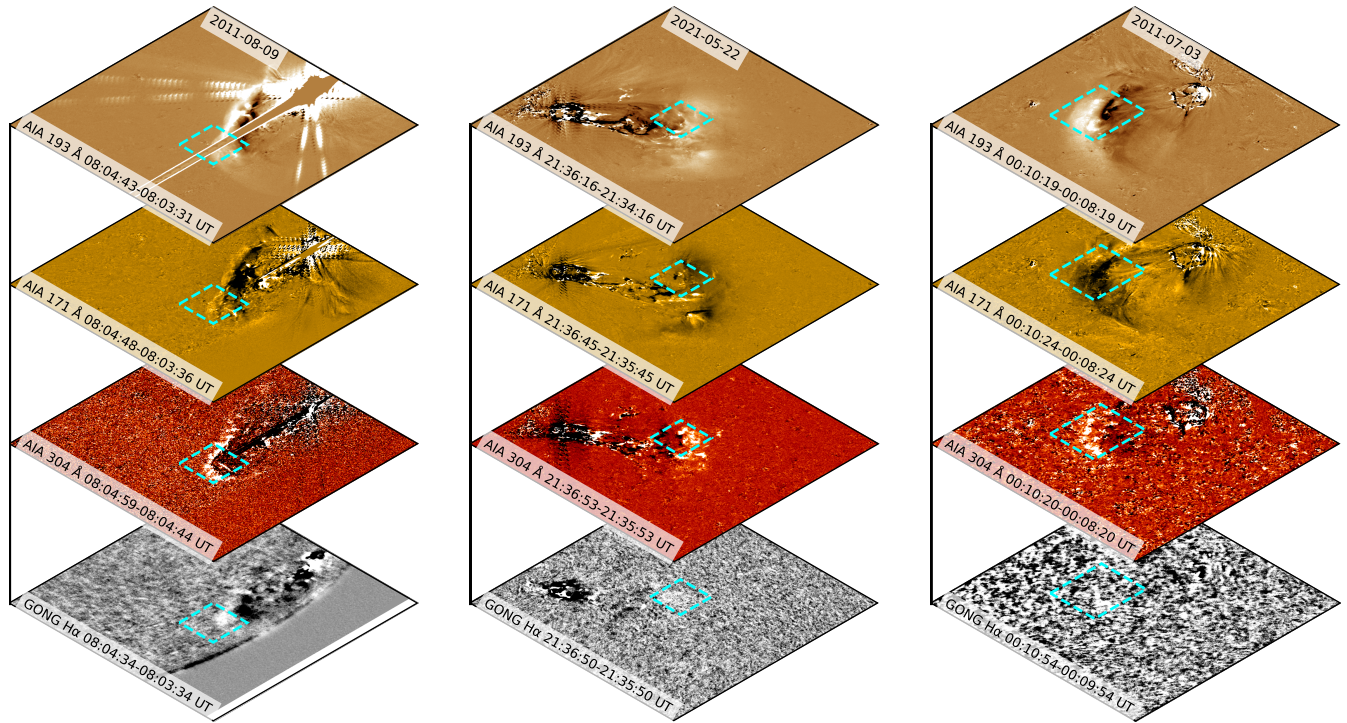 2011-08-09
AIA 193 Å 08:04:43-08:03:31 UT
AIA 171 Å 08:04:48-08:03:36 UT
AIA 304 Å 08:04:59-08:04:44 UT
GONG Hα 08:04:34-08:03:34 UT
2021-05-22
AIA 193 Å 21:36:16-21:34:16 UT
AIA 171 Å 21:36:45-21:35:45 UT
AIA 304 Å 21:36:53-21:35:53 UT
GONG Hα 21:36:50-21:35:50 UT
2011-07-03
AIA 193 Å 00:10:19-00:08:19 UT
AIA 171 Å 00:10:24-00:08:24 UT
AIA 304 Å 00:10:20-00:08:20 UT
GONG Hα 00:10:54-00:09:54 UT